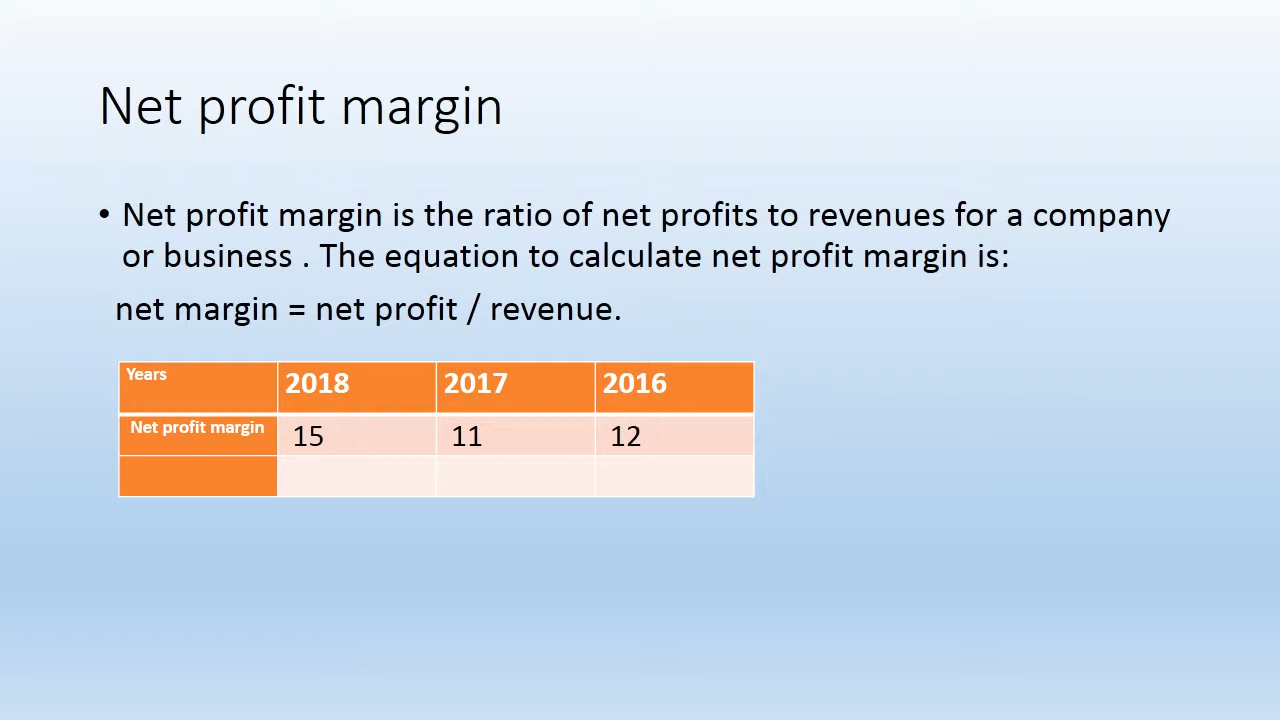 Net profit margin
• Net profit margin is the ratio of net profits to revenues for a company
or business . The equation to calculate net profit margin is:
net margin = net profit / revenue.
Years 2018 2017 2016
Net profit margin 15 11 12